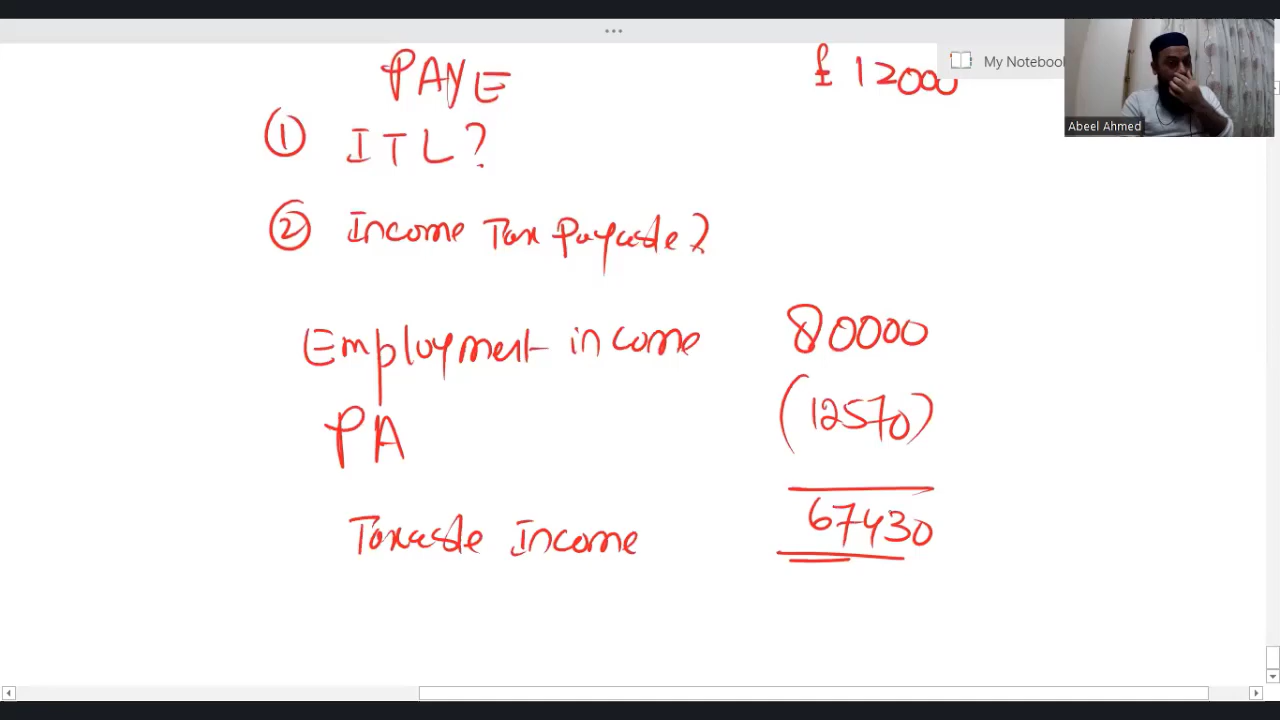 PAYE £ 12000
My Notebook
Abeel Ahmed
① ITL?
② Income Tax Payable?
Employment income 80000
PA (12570)
Taxable Income 67430